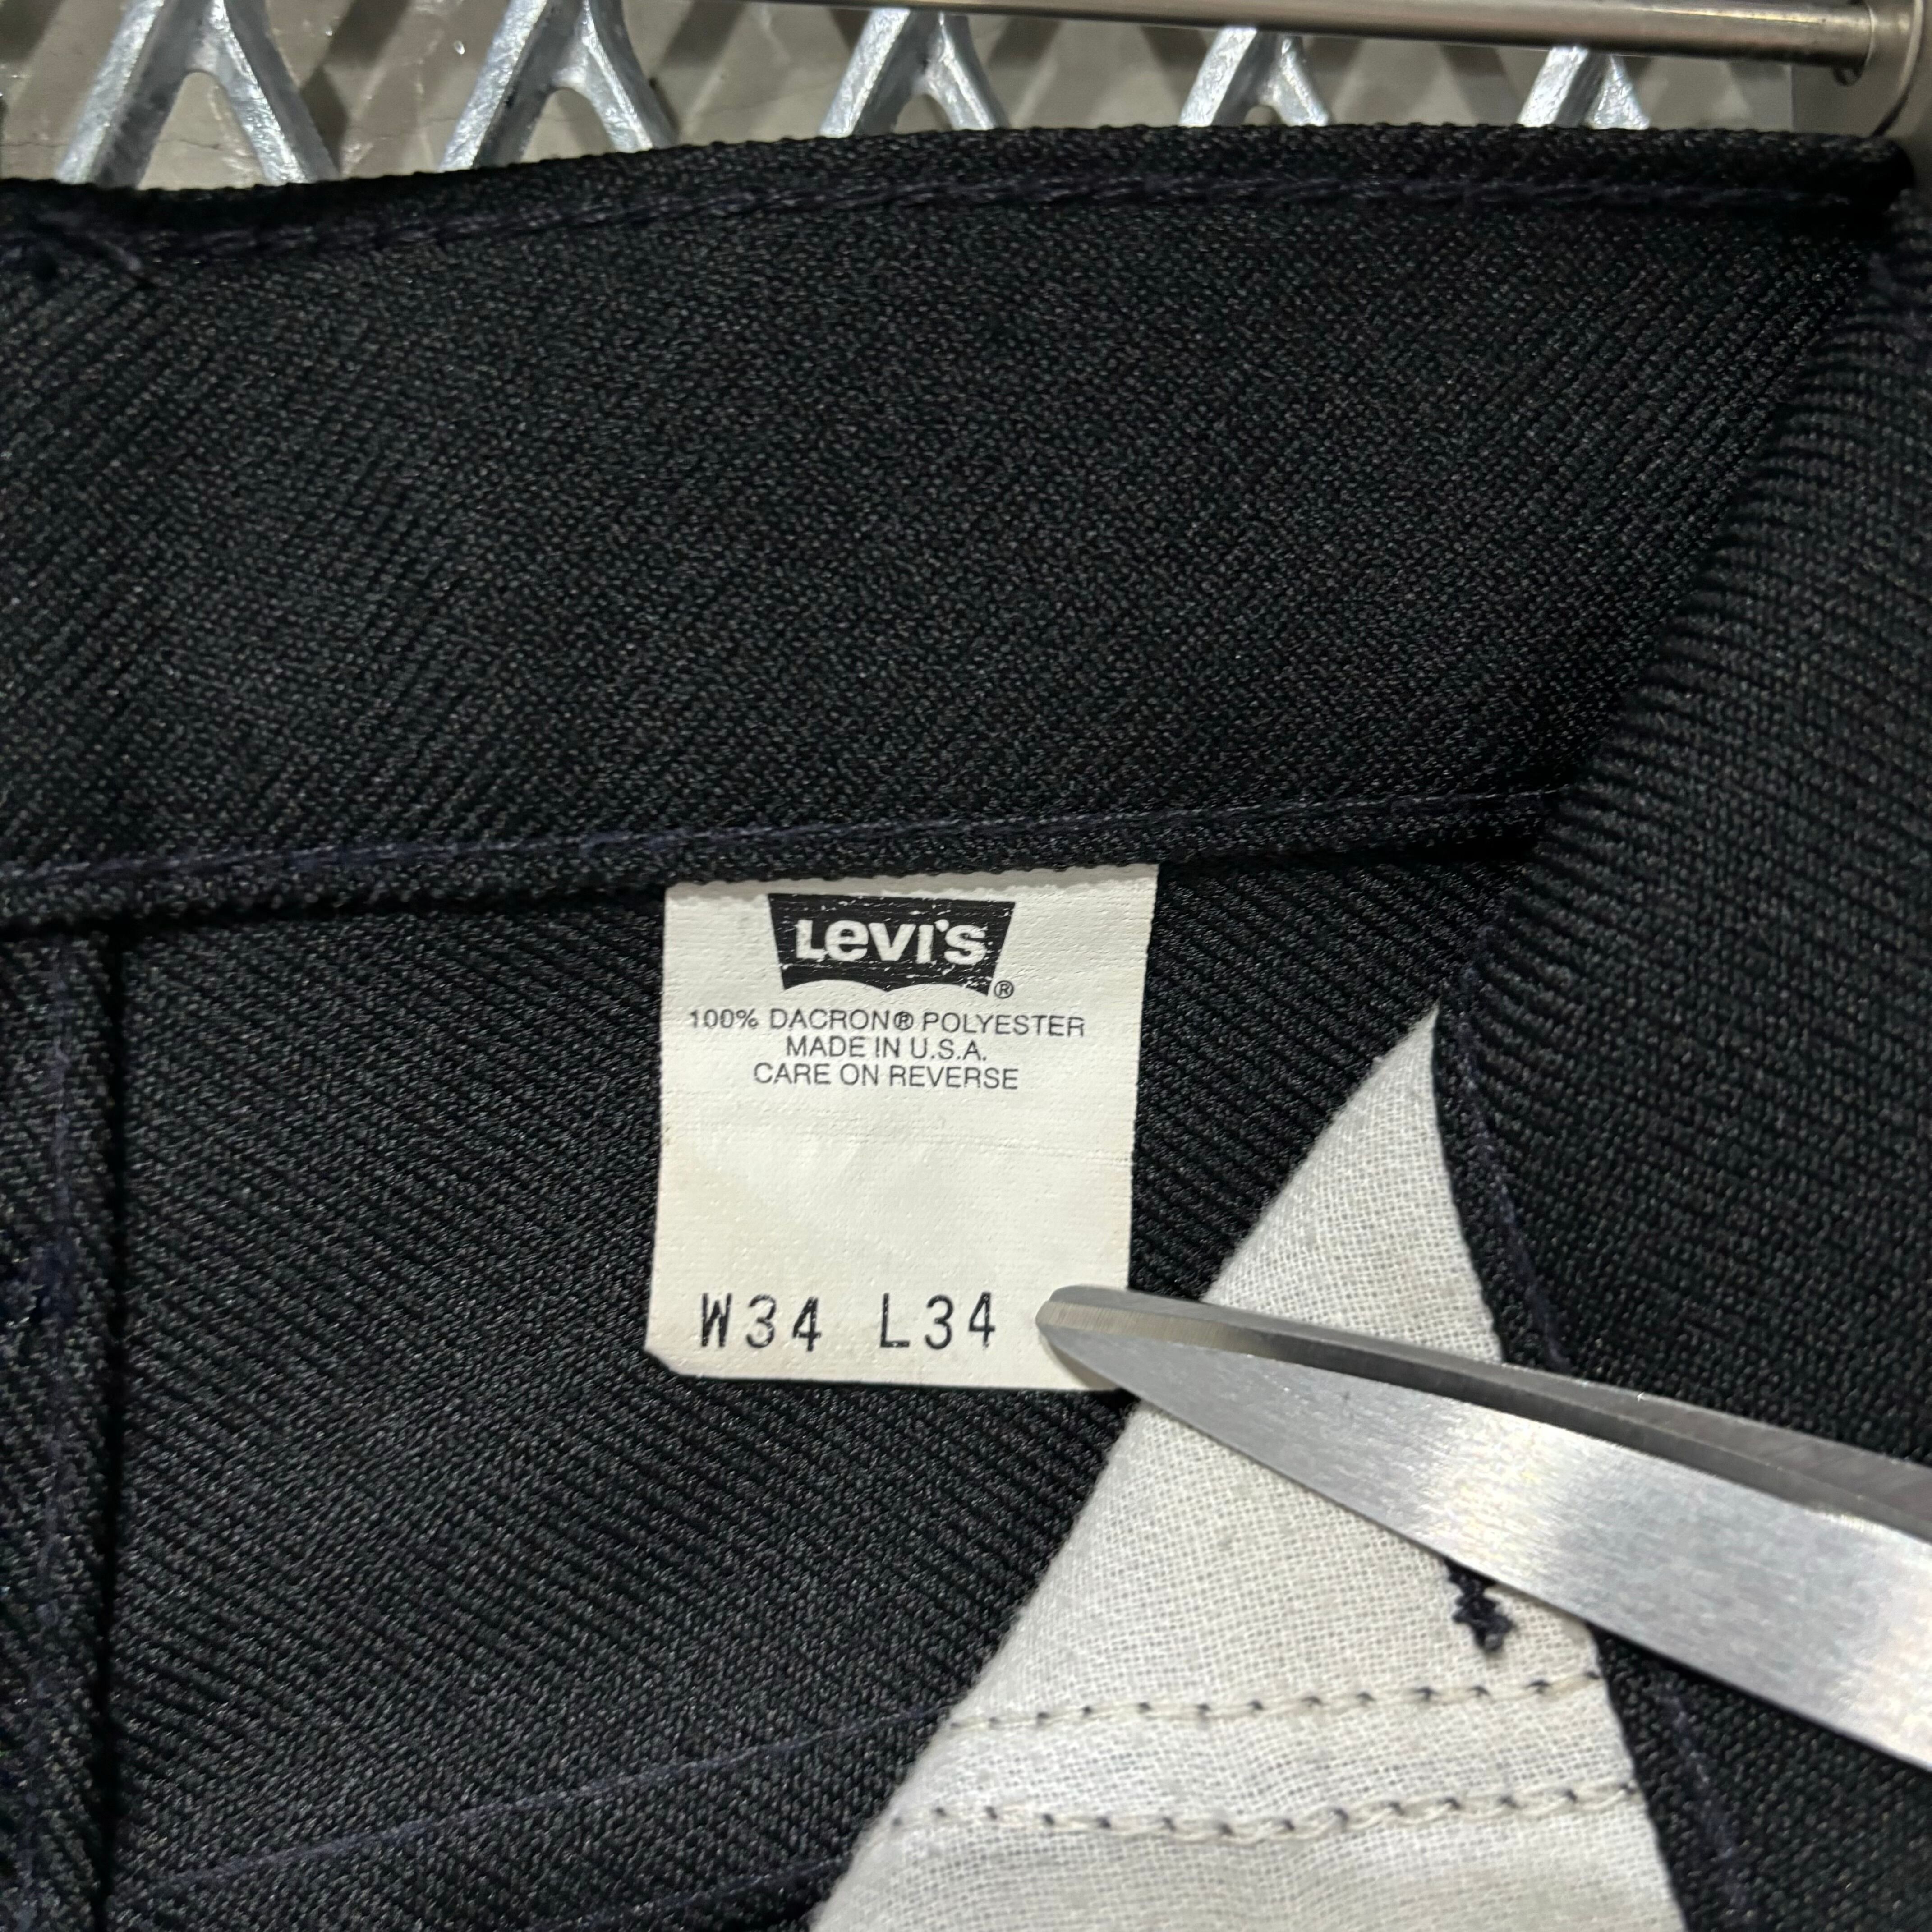 LEVI'S
®
100% DACRON® POLYESTER
MADE IN U.S.A.
CARE ON REVERSE
W34 L34